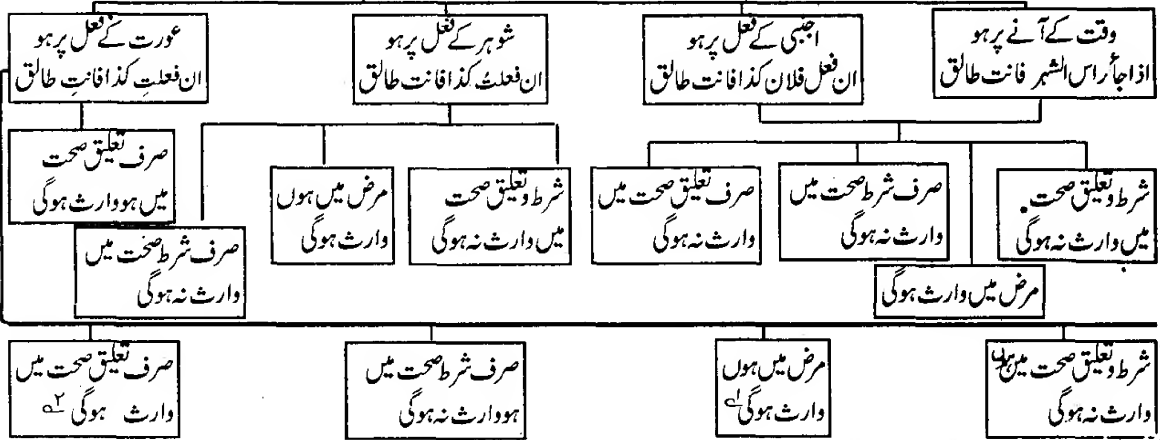 وقت کے آنے پر ہو
اذا جأراس الشہر فانت طالق
اجنبی کے فعل پر ہو
ان فعل فلان کذا فانت طالق
شوہر کے فعل پر ہو
ان فعلتُ کذا فانت طالق
عورت کے فعل پر ہو
ان فعلتِ کذا فانتِ طالق
شرط و تعلیق صحت
میں وارث نہ ہوگی
صرف شرط صحت میں
وارث نہ ہوگی
صرف تعلیق صحت میں
وارث نہ ہوگی
مرض میں وارث ہوگی
شرط و تعلیق صحت
میں وارث نہ ہوگی
مرض میں ہوں
وارث ہوگی
صرف شرط صحت میں
وارث نہ ہوگی
صرف تعلیق صحت
میں ہو وارث ہوگی
شرط و تعلیق صحت میں ہوں
وارث نہ ہوگی
مرض میں ہوں
وارث ہوگی ۱
صرف شرط صحت میں
ہو وارث نہ ہوگی
صرف تعلیق صحت میں
وارث ہوگی ۲